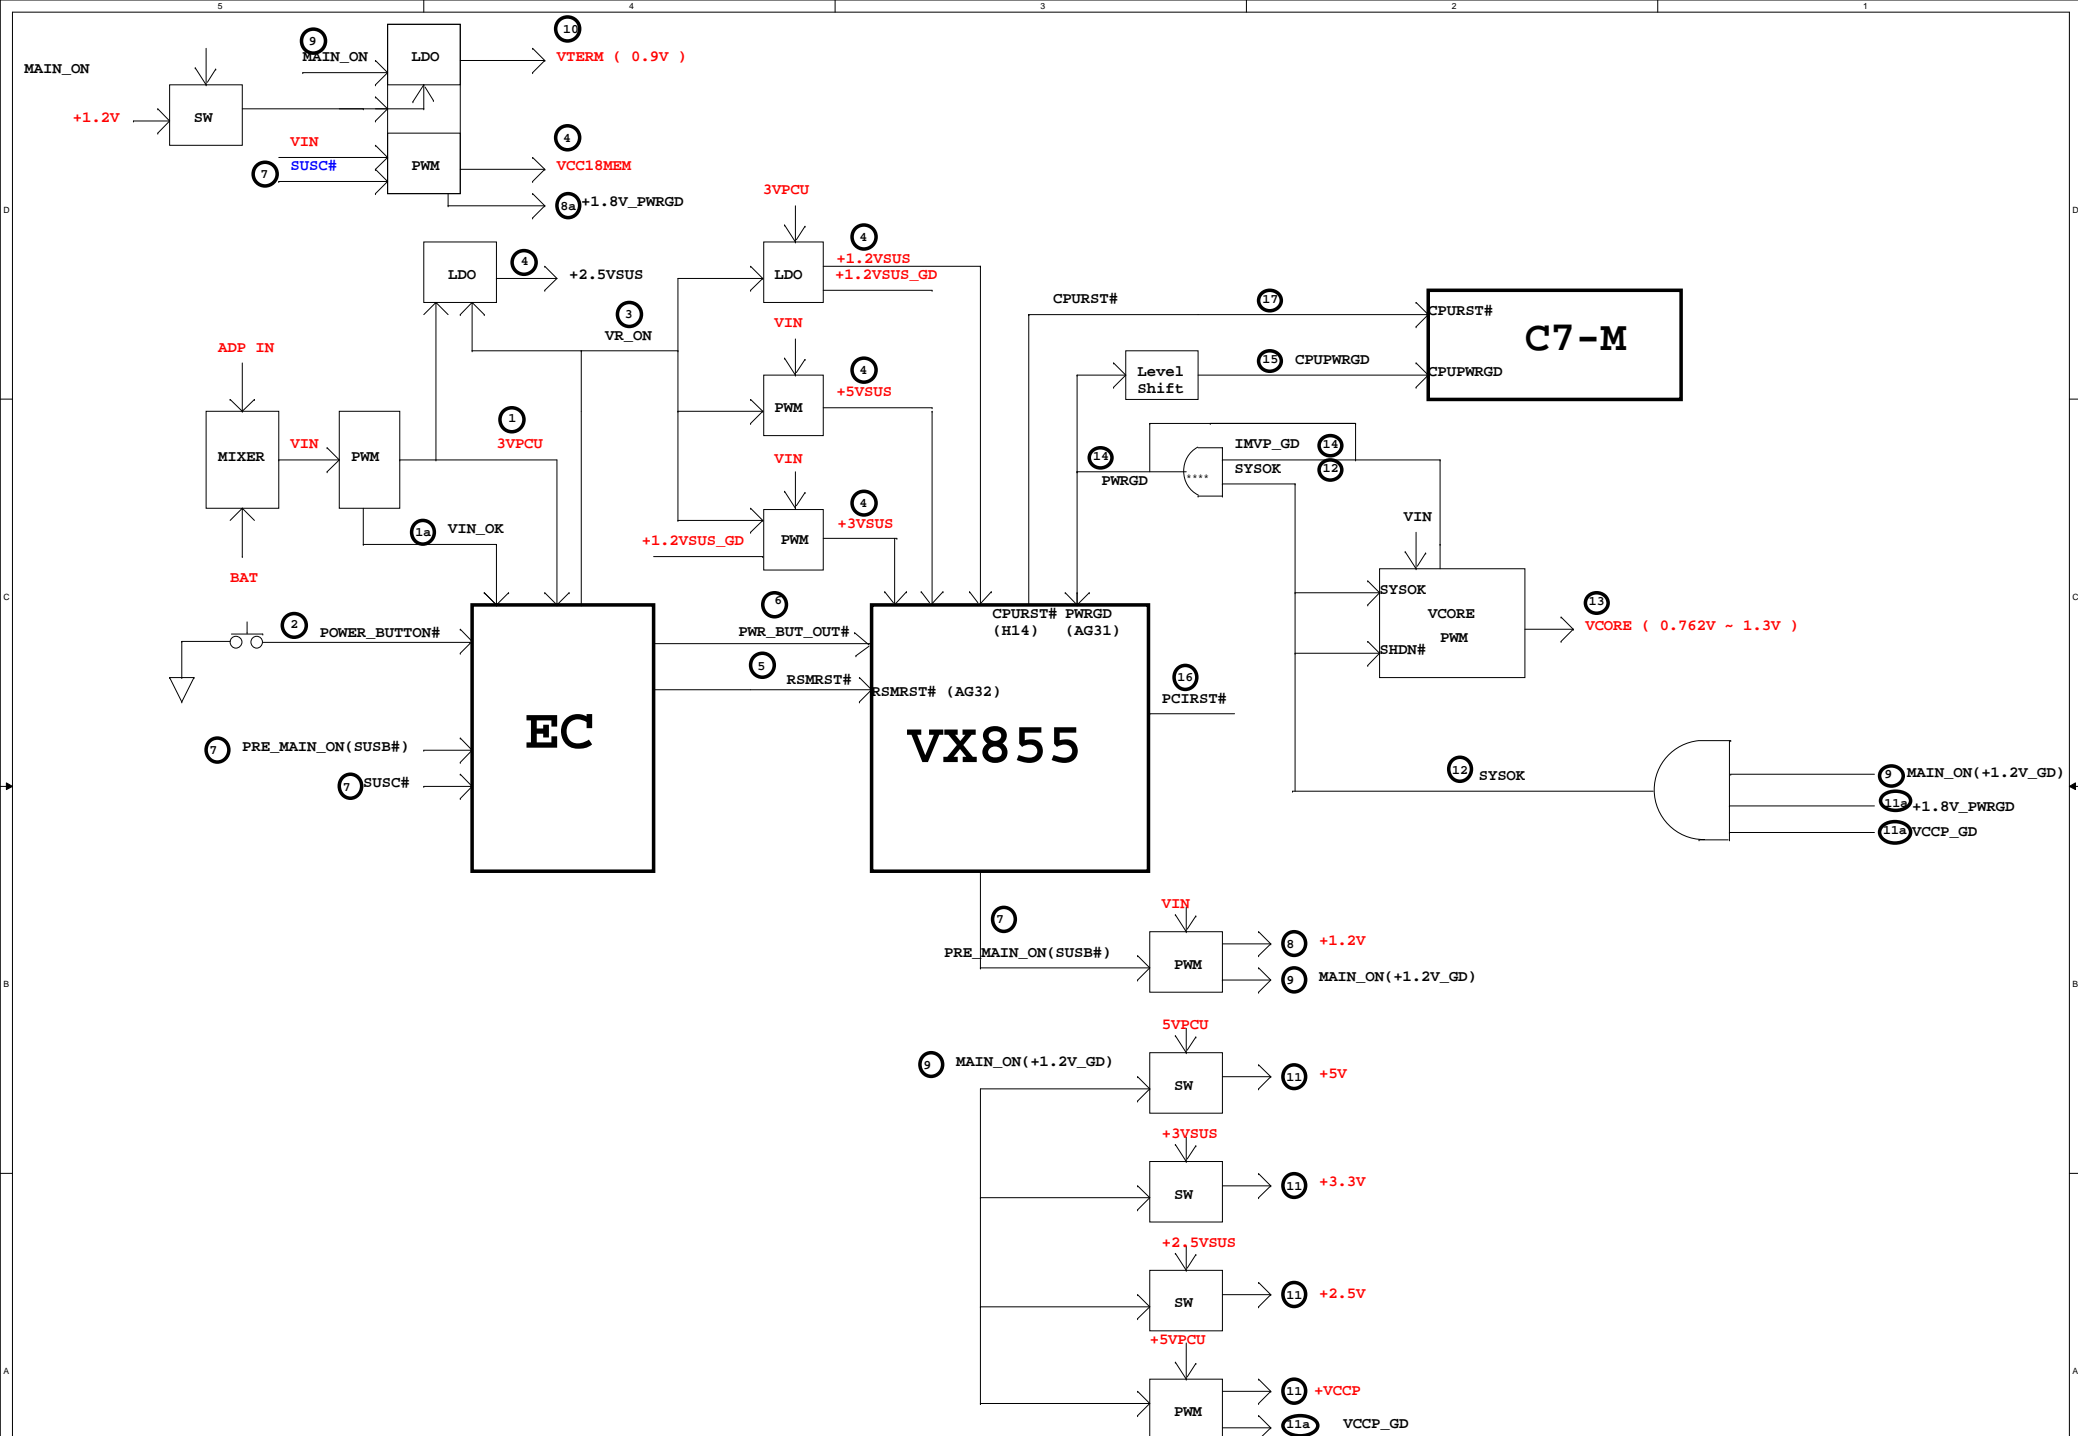 5 4 3 2 1
9
MAIN_ON
LDO
10
VTERM ( 0.9V )
MAIN_ON
+1.2V
SW
VIN
SUSC#
7
PWM
4
VCC18MEM
8a
+1.8V_PWRGD
D
D
3VPCU
LDO
4
+2.5VSUS
LDO
4
+1.2VSUS
+1.2VSUS_GD
3
VR_ON
VIN
PWM
4
+5VSUS
CPURST#
17
CPURST#
C7-M
Level
Shift
15
CPUPWRGD
CPUPWRGD
ADP IN
MIXER
VIN
PWM
1
3VPCU
BAT
1a
VIN_OK
VIN
+1.2VSUS_GD
PWM
4
+3VSUS
14
PWRGD
****
IMVP_GD
14
SYSOK
12
VIN
SYSOK
VCORE
PWM
SHDN#
13
VCORE ( 0.762V ~ 1.3V )
C
C
2
POWER_BUTTON#
6
PWR_BUT_OUT#
5
RSMRST#
CPURST# PWRGD
(H14) (AG31)
RSMRST# (AG32)
EC
VX855
16
PCIRST#
7
PRE_MAIN_ON(SUSB#)
7
SUSC#
12
SYSOK
9
MAIN_ON(+1.2V_GD)
11a
+1.8V_PWRGD
11a
VCCP_GD
7
PRE_MAIN_ON(SUSB#)
VIN
PWM
8
+1.2V
9
MAIN_ON(+1.2V_GD)
B
B
9
MAIN_ON(+1.2V_GD)
5VPCU
SW
11
+5V
+3VSUS
SW
11
+3.3V
+2.5VSUS
SW
11
+2.5V
+5VPCU
PWM
11
+VCCP
11a
VCCP_GD
A
A